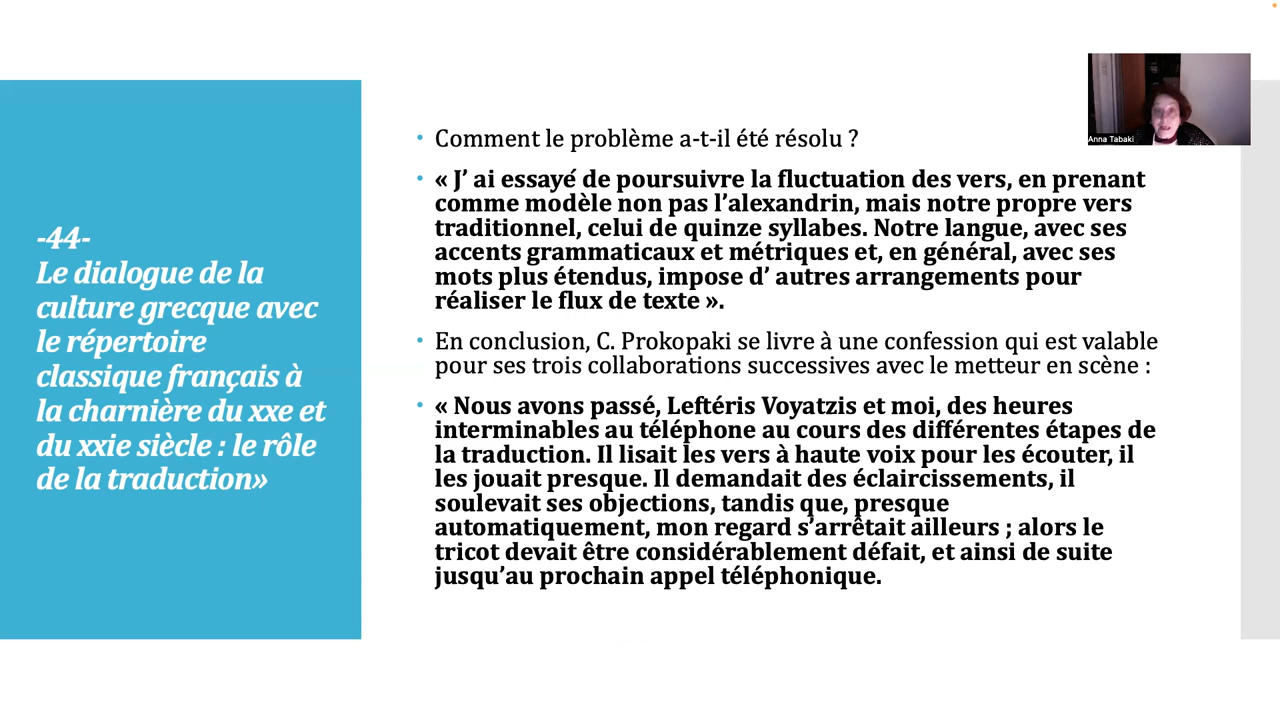 -44-
Le dialogue de la
culture grecque avec
le répertoire
classique français à
la charnière du xxe et
du xxie siècle : le rôle
de la traduction»
• Comment le problème a-t-il été résolu ?
• « J’ ai essayé de poursuivre la fluctuation des vers, en prenant
comme modèle non pas l’alexandrin, mais notre propre vers
traditionnel, celui de quinze syllabes. Notre langue, avec ses
accents grammaticaux et métriques et, en général, avec ses
mots plus étendus, impose d’ autres arrangements pour
réaliser le flux de texte ».
• En conclusion, C. Prokopaki se livre à une confession qui est valable
pour ses trois collaborations successives avec le metteur en scène :
• « Nous avons passé, Leftéris Voyatzis et moi, des heures
interminables au téléphone au cours des différentes étapes de
la traduction. Il lisait les vers à haute voix pour les écouter, il
les jouait presque. Il demandait des éclaircissements, il
soulevait ses objections, tandis que, presque
automatiquement, mon regard s’arrêtait ailleurs ; alors le
tricot devait être considérablement défait, et ainsi de suite
jusqu’au prochain appel téléphonique.
Anna Tabaki